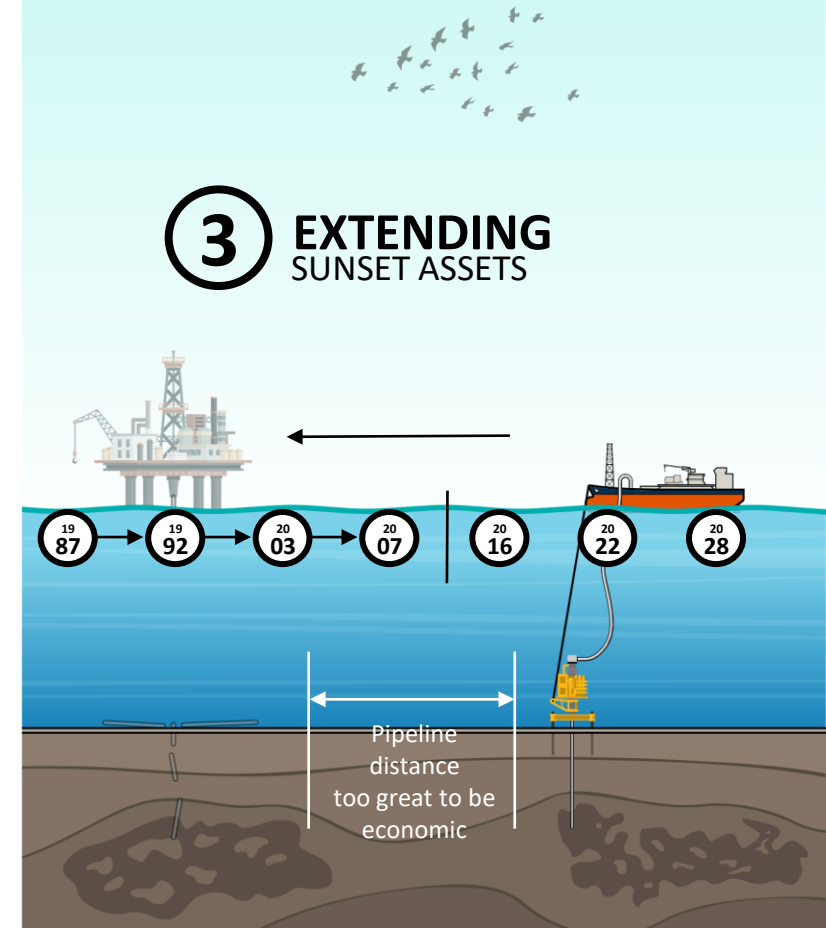 3
EXTENDING
SUNSET ASSETS
19
87
19
92
20
03
20
07
20
16
20
22
20
28
Pipeline
distance
too great to be
economic